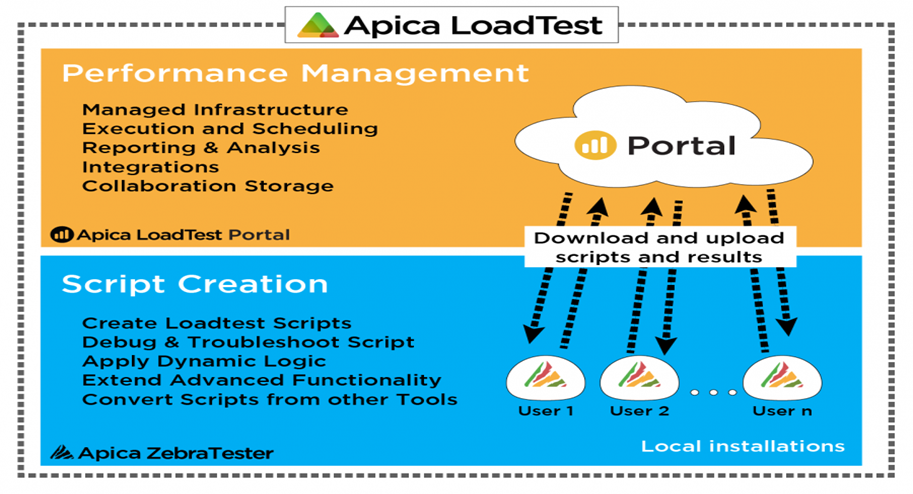 Apica LoadTest
Performance Management
Managed Infrastructure
Execution and Scheduling
Reporting & Analysis
Integrations
Collaboration Storage
Apica LoadTest Portal
Portal
Download and upload
scripts and results
Script Creation
Create Loadtest Scripts
Debug & Troubleshoot Script
Apply Dynamic Logic
Extend Advanced Functionality
Convert Scripts from other Tools
Apica ZebraTester
User 1
User 2
User n
Local installations